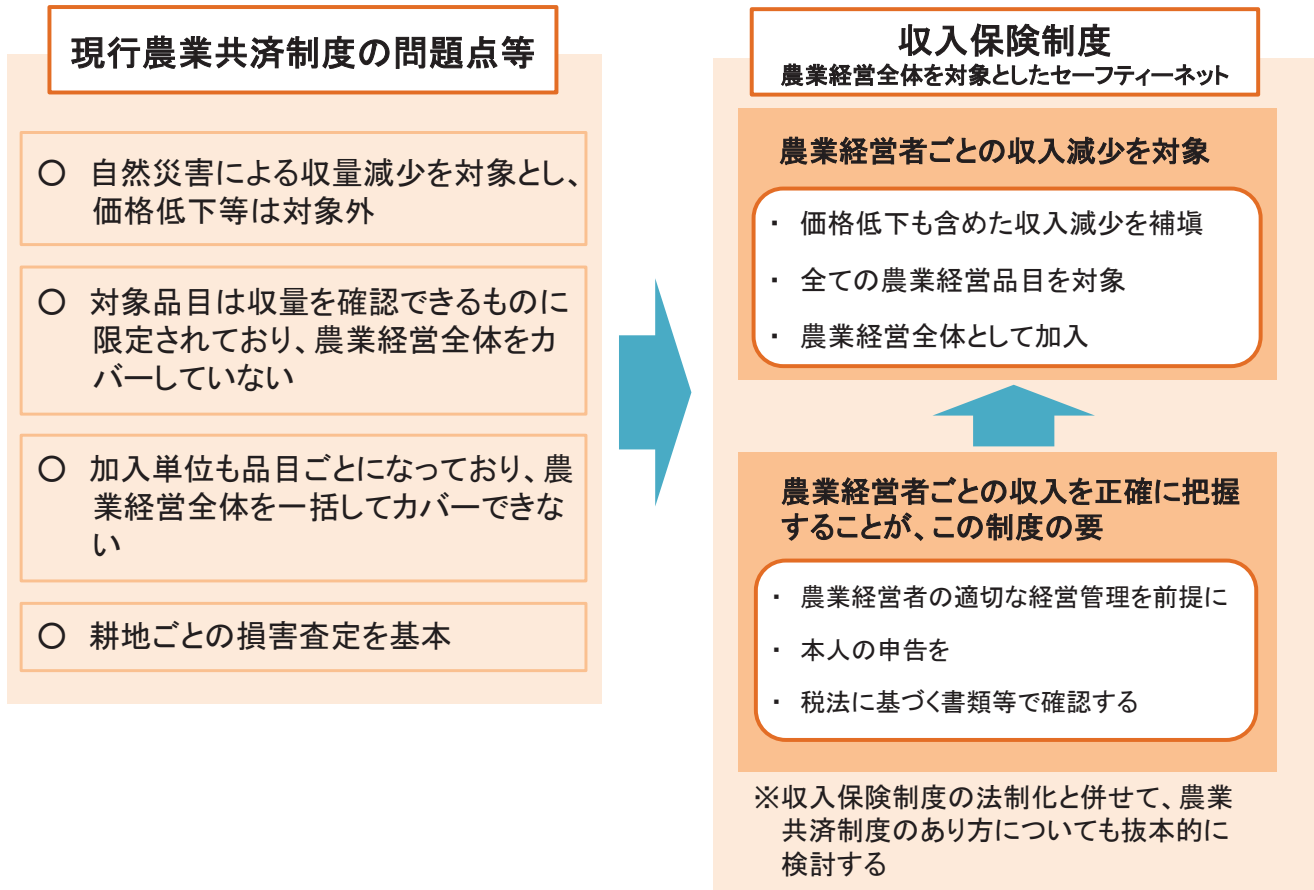 現行農業共済制度の問題点等
○ 自然災害による収量減少を対象とし、
価格低下等は対象外
○ 対象品目は収量を確認できるものに
限定されており、農業経営全体をカ
バーしていない
○ 加入単位も品目ごとになっており、農
業経営全体を一括してカバーできな
い
○ 耕地ごとの損害査定を基本
収入保険制度
農業経営全体を対象としたセーフティーネット
農業経営者ごとの収入減少を対象
・ 価格低下も含めた収入減少を補塡
・ 全ての農業経営品目を対象
・ 農業経営全体として加入
農業経営者ごとの収入を正確に把握
することが、この制度の要
・ 農業経営者の適切な経営管理を前提に
・ 本人の申告を
・ 税法に基づく書類等で確認する
※収入保険制度の法制化と併せて、農業
共済制度のあり方についても抜本的に
検討する